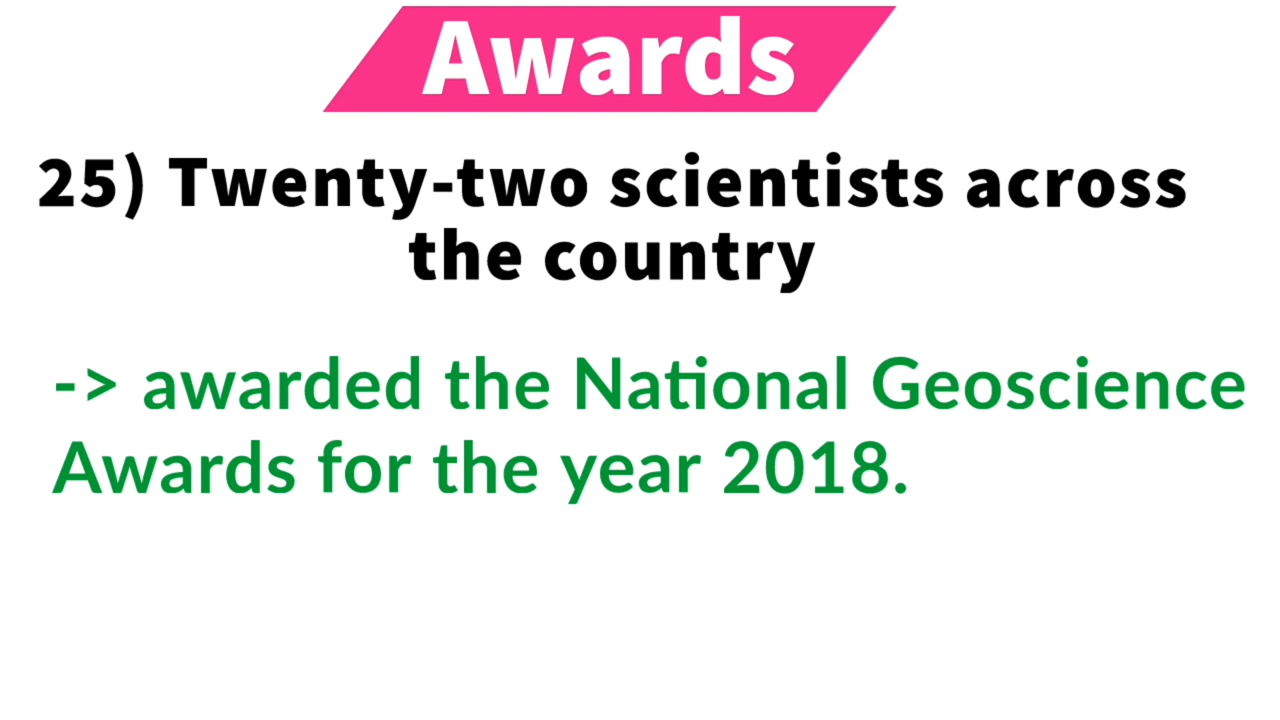 Awards
25) Twenty-two scientists across
the country
-> awarded the National Geoscience
Awards for the year 2018.